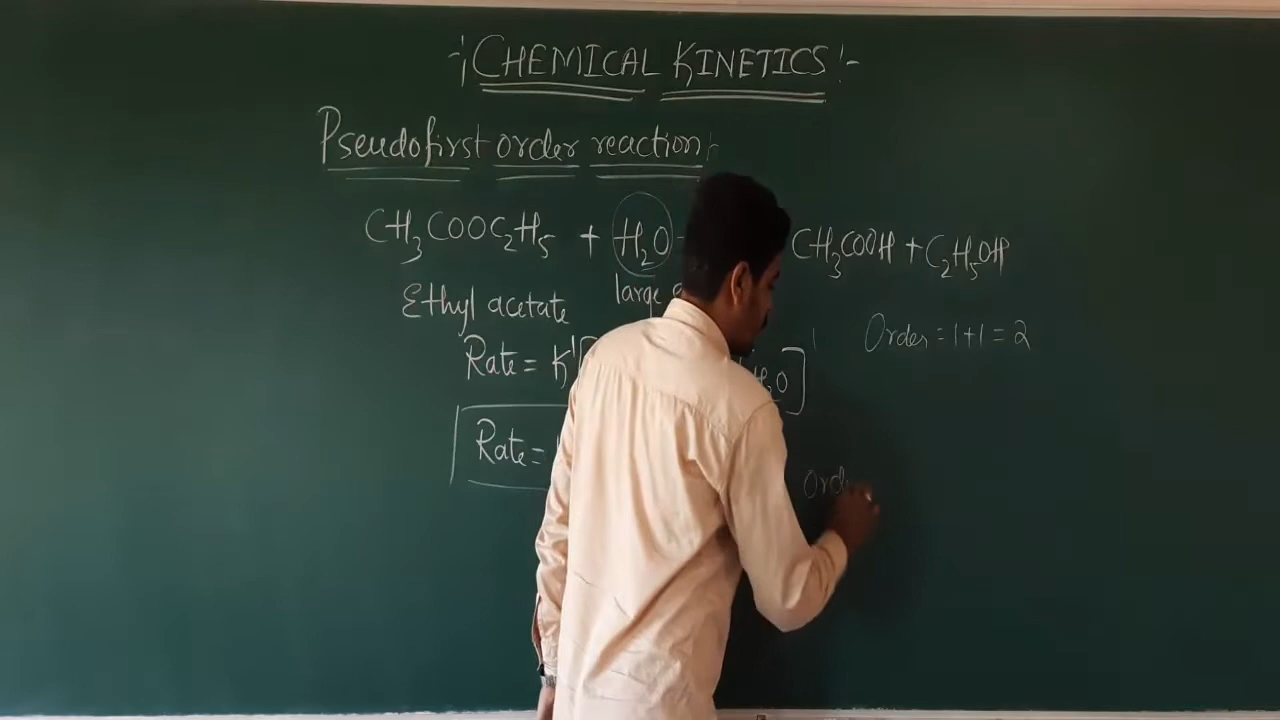 -:CHEMICAL KINETICS:-
Pseudofirst order reaction:-
CH₃COOC₂H₅ + H₂O CH₃COOH + C₂H₅OH
Ethyl acetate large
Rate = K' H₂O]¹ Order = 1+1 = 2
Rate =